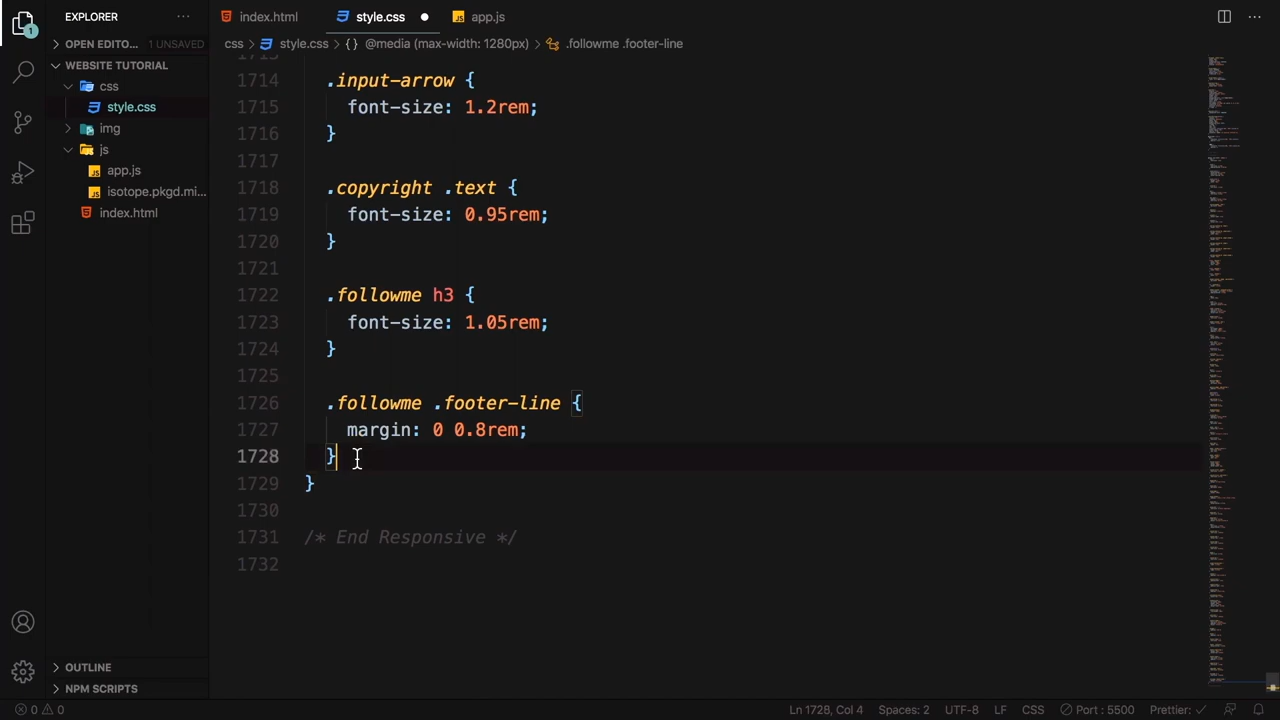 EXPLORER
index.html
style.css
app.js
OPEN EDITO... 1 UNSAVED
css > style.css > {} @media (max-width: 1280px) > .followme .footer-line
WEBSITE TUTORIAL
css
style.css
img
js
app.js
isotope.pkgd.mi...
index.html
1713
1714 .input-arrow {
1715 font-size: 1.2rem;
1716 }
1717
1718 .copyright .text {
1719 font-size: 0.95rem;
1720 }
1721
1722 .followme h3 {
1723 font-size: 1.05rem;
1724 }
1725
1726 .followme .footer-line {
1727 margin: 0 0.8rem;
1728 }
1729 }
1730
1731 /* End Responsive */
1732
1
OUTLINE
NPM SCRIPTS
0 0
Ln 1728, Col 4
Spaces: 2
UTF-8
LF
CSS
Port : 5500
Prettier: ✓